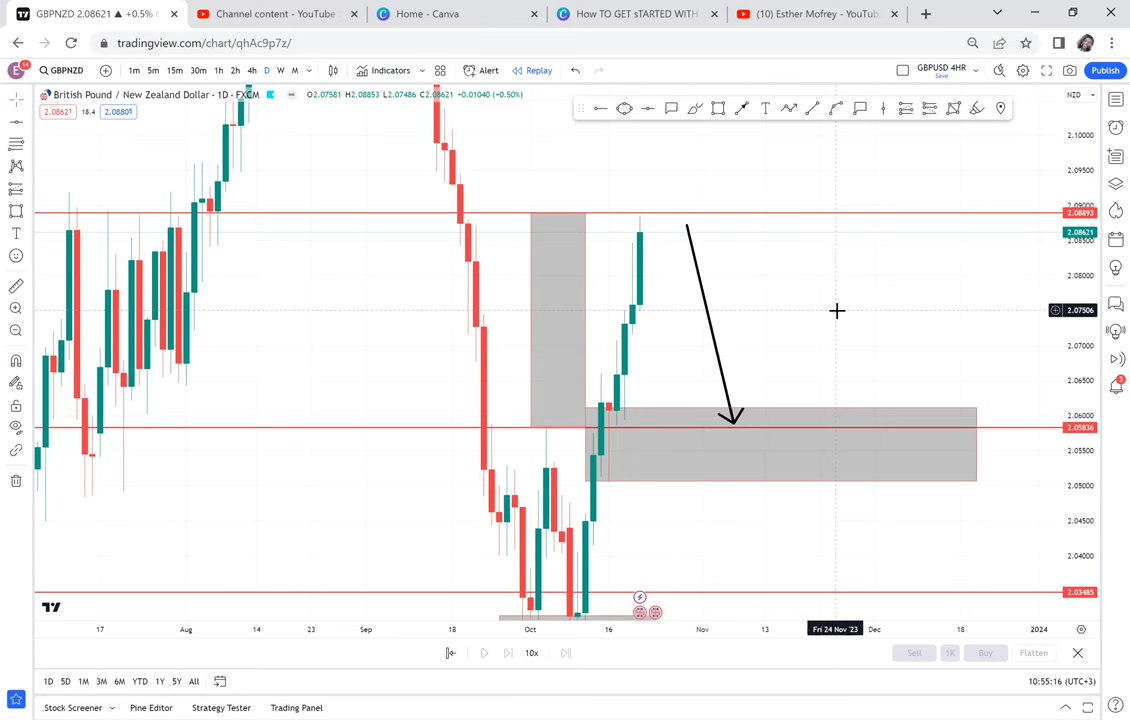 GBPNZD 2.08621 ▲ +0.5%
Channel content - YouTube S
Home - Canva
How TO GET sTARTED WITH
(10) Esther Mofrey - YouTub
tradingview.com/chart/qhAc9p7z/
E 14
GBPNZD
1m 5m 15m 30m 1h 2h 4h D W M
Indicators
Alert
Replay
GBPUSD 4HR
Save
Publish
British Pound / New Zealand Dollar · 1D · FXCM O2.07581 H2.08853 L2.07486 C2.08621 +0.01040 (+0.50%)
NZD
2.08621 18.4 2.08805
T
2.10000
2.09500
2.09000
2.08893
2.08621
2.08500
2.08000
2.07506
2.07000
2.06500
2.06000
2.05836
2.05500
2.05000
2.04500
2.04000
2.03485
3
17 Aug 14 23 Sep 18 Oct 16 Nov 13 Fri 24 Nov '23 Dec 18 2024
10x
Sell 1K Buy Flatten
1D 5D 1M 3M 6M YTD 1Y 5Y All
10:55:16 (UTC+3)
Stock Screener Pine Editor Strategy Tester Trading Panel